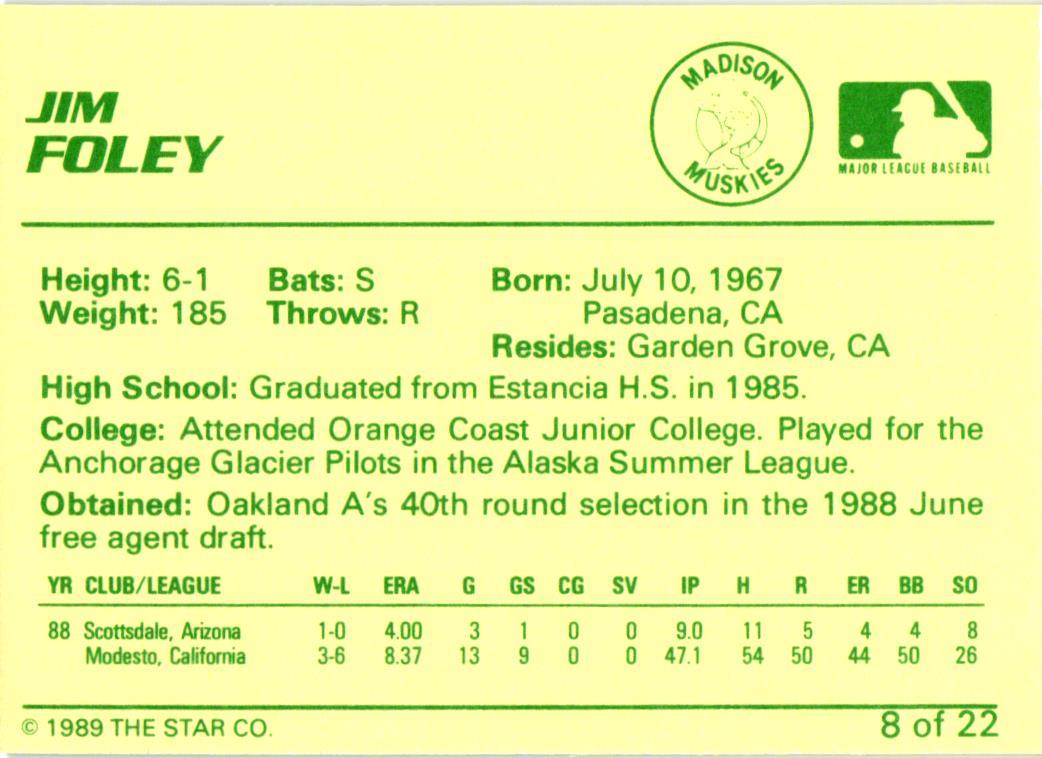 JIM
FOLEY
MADISON
MUSKIES
MAJOR LEAGUE BASEBALL
Height: 6-1 Bats: S Born: July 10, 1967
Weight: 185 Throws: R Pasadena, CA
Resides: Garden Grove, CA
High School: Graduated from Estancia H.S. in 1985.
College: Attended Orange Coast Junior College. Played for the
Anchorage Glacier Pilots in the Alaska Summer League.
Obtained: Oakland A's 40th round selection in the 1988 June
free agent draft.
YR CLUB/LEAGUE W-L ERA G GS CG SV IP H R ER BB SO
88 Scottsdale, Arizona 1-0 4.00 3 1 0 0 9.0 11 5 4 4 8
Modesto, California 3-6 8.37 13 9 0 0 47.1 54 50 44 50 26
© 1989 THE STAR CO. 8 of 22